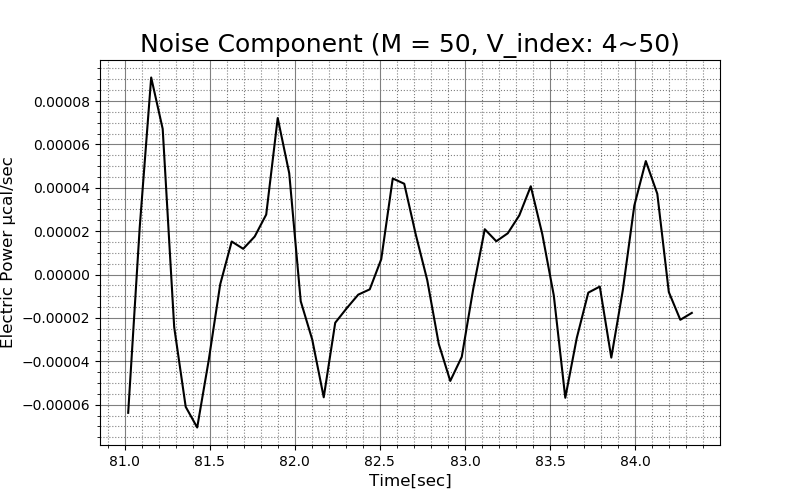 Noise Component (M = 50, V_index: 4~50)
Electric Power μcal/sec
0.00008
0.00006
0.00004
0.00002
0.00000
−0.00002
−0.00004
−0.00006
81.0 81.5 82.0 82.5 83.0 83.5 84.0
Time[sec]